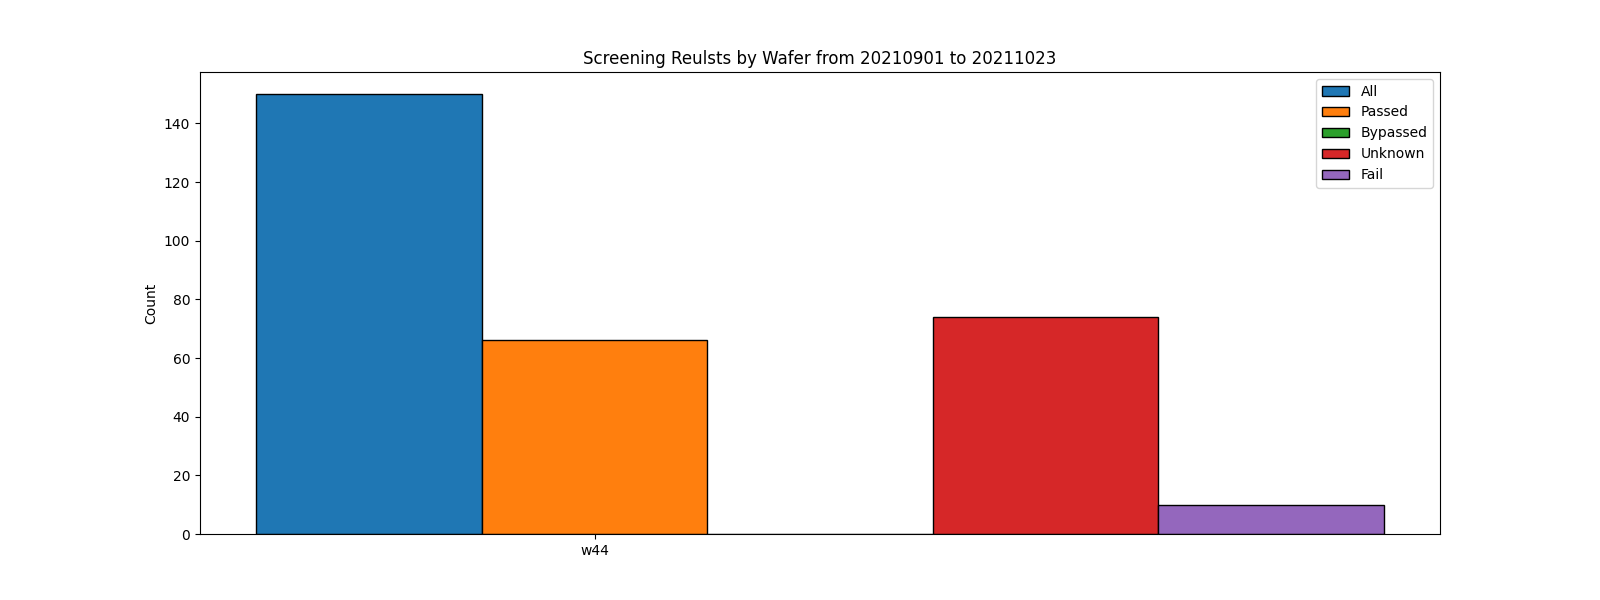 Screening Reulsts by Wafer from 20210901 to 20211023
All
Passed
Bypassed
Unknown
Fail
140
120
100
80
60
40
20
0
Count
w44